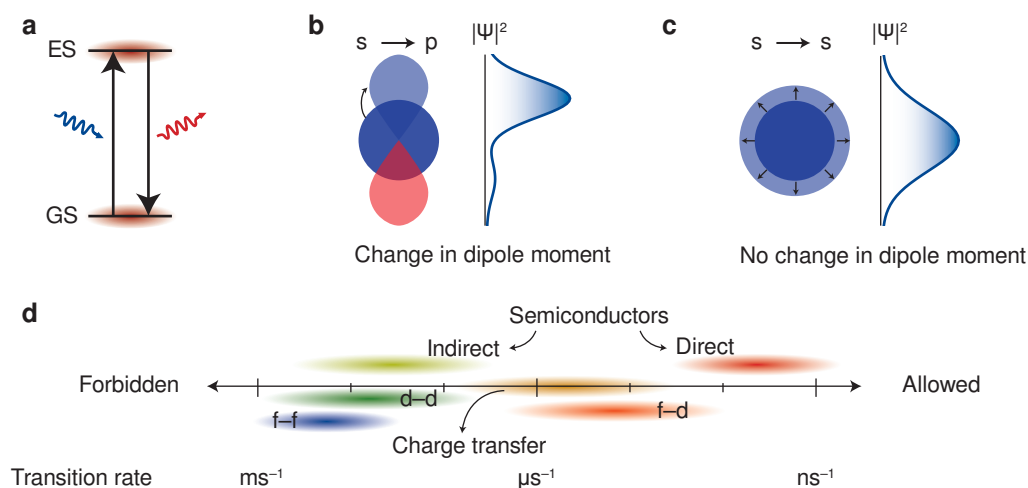 a
ES
GS
b
s → p
|Ψ|²
Change in dipole moment
c
s → s
|Ψ|²
No change in dipole moment
d
Semiconductors
Indirect
Direct
Forbidden
Allowed
d–d
f–f
f–d
Charge transfer
Transition rate
ms⁻¹
µs⁻¹
ns⁻¹